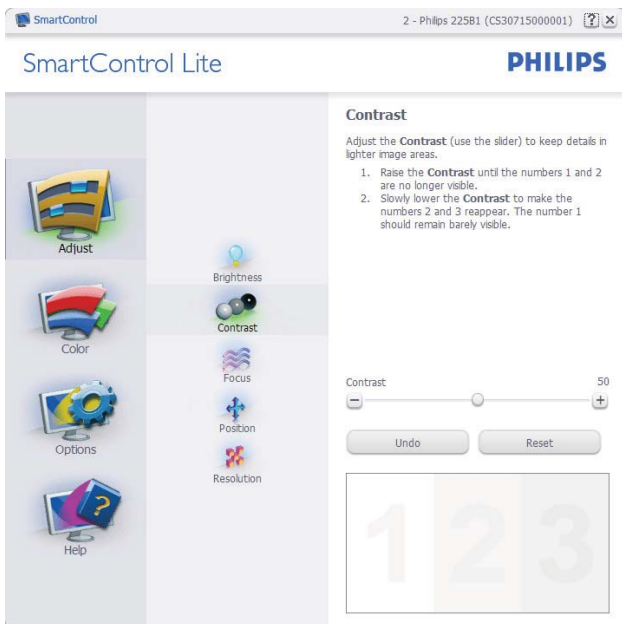 SmartControl
2 - Philips 225B1 (CS30715000001)
?
SmartControl Lite
PHILIPS
Adjust
Color
Options
Help
Brightness
Contrast
Focus
Position
Resolution
Contrast
Adjust the Contrast (use the slider) to keep details in
lighter image areas.
1. Raise the Contrast until the numbers 1 and 2
are no longer visible.
2. Slowly lower the Contrast to make the
numbers 2 and 3 reappear. The number 1
should remain barely visible.
Contrast 50
Undo Reset
1 2 3